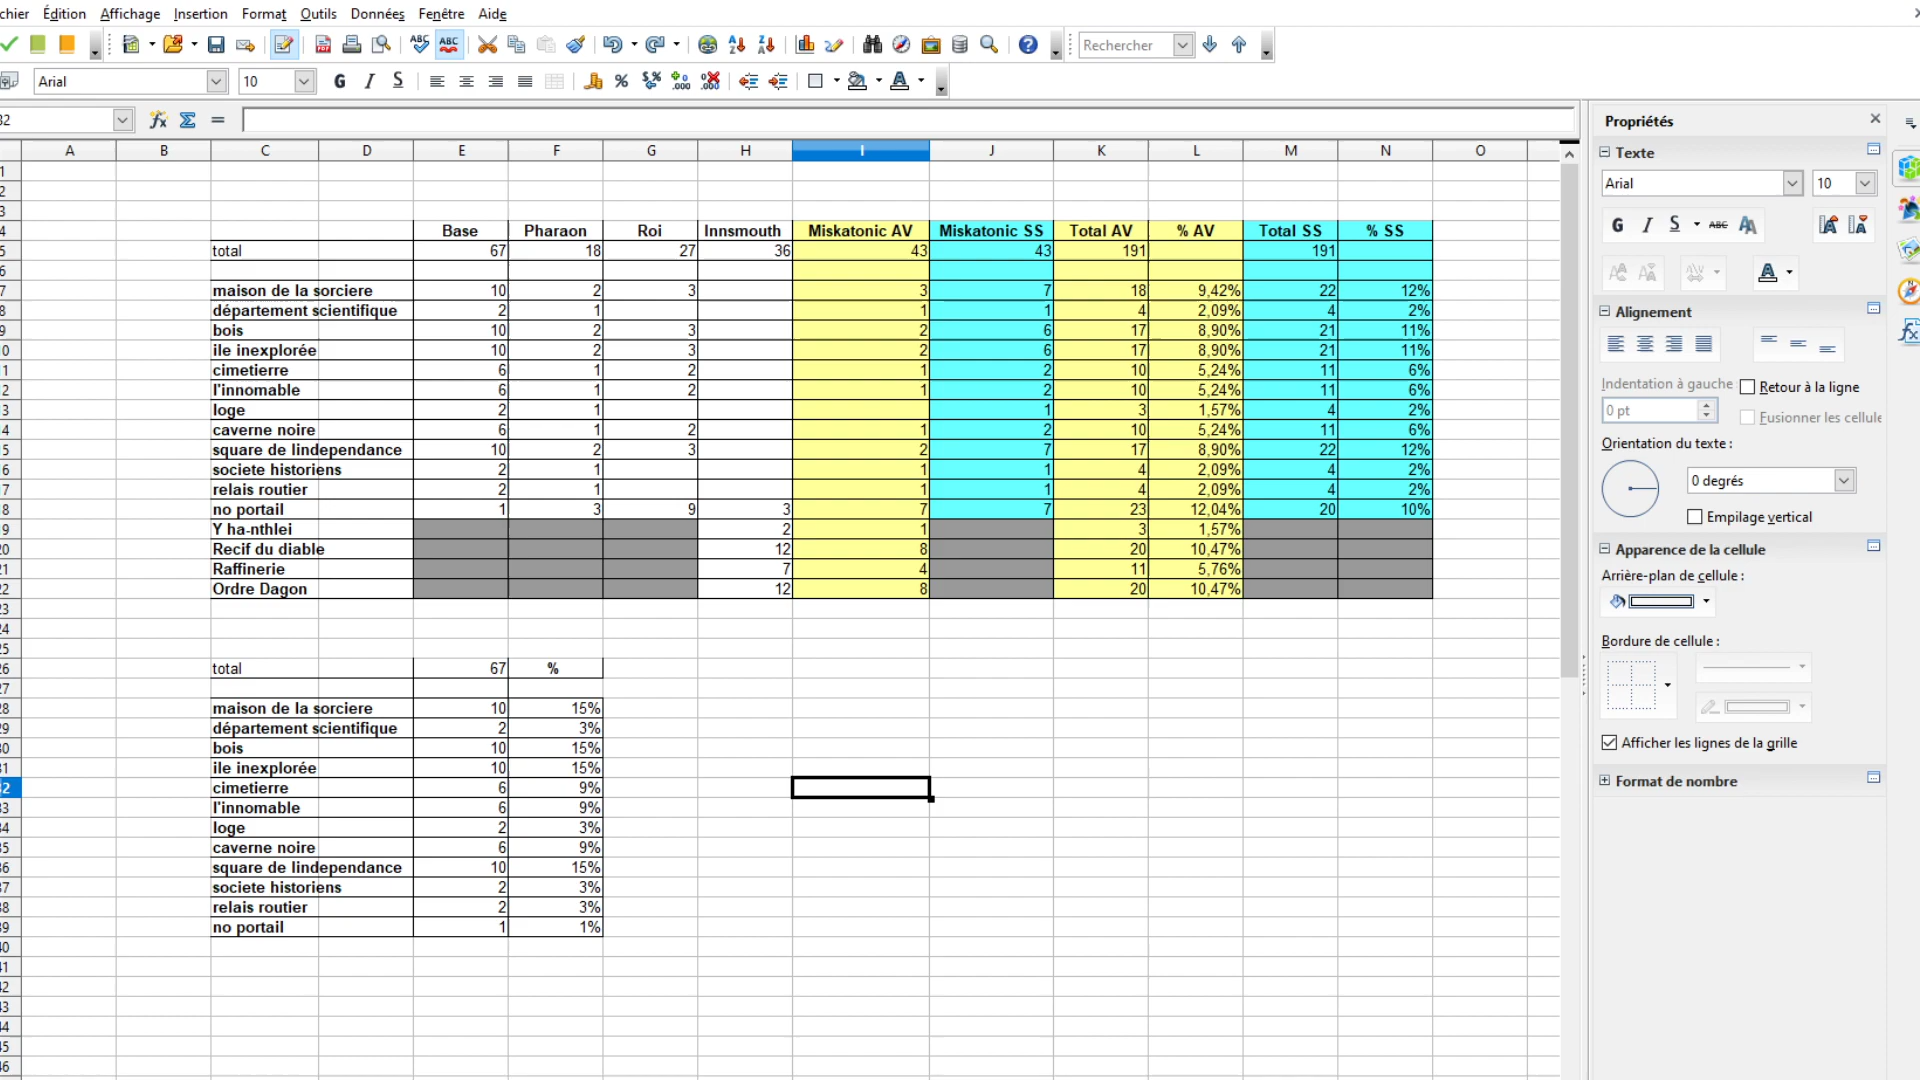 chier Édition Affichage Insertion Format Outils Données Fenêtre Aide
Rechercher
Arial 10 G I S
32
A B C D E F G H I J K L M N O
Base Pharaon Roi Innsmouth Miskatonic AV Miskatonic SS Total AV % AV Total SS % SS
total 67 18 27 36 43 43 191 191
maison de la sorciere 10 2 3 3 7 18 9,42% 22 12%
département scientifique 2 1 1 1 4 2,09% 4 2%
bois 10 2 3 2 6 17 8,90% 21 11%
ile inexplorée 10 2 3 2 6 17 8,90% 21 11%
cimetierre 6 1 2 1 2 10 5,24% 11 6%
l'innomable 6 1 2 1 2 10 5,24% 11 6%
loge 2 1 1 3 1,57% 4 2%
caverne noire 6 1 2 1 2 10 5,24% 11 6%
square de lindependance 10 2 3 2 7 17 8,90% 22 12%
societe historiens 2 1 1 1 4 2,09% 4 2%
relais routier 2 1 1 1 4 2,09% 4 2%
no portail 1 3 9 3 7 7 23 12,04% 20 10%
Y ha-nthlei 2 1 3 1,57%
Recif du diable 12 8 20 10,47%
Raffinerie 7 4 11 5,76%
Ordre Dagon 12 8 20 10,47%
total 67 %
maison de la sorciere 10 15%
département scientifique 2 3%
bois 10 15%
ile inexplorée 10 15%
cimetierre 6 9%
l'innomable 6 9%
loge 2 3%
caverne noire 6 9%
square de lindependance 10 15%
societe historiens 2 3%
relais routier 2 3%
no portail 1 1%
Propriétés
Texte
Arial 10
G I S ABC
Alignement
Indentation à gauche
Retour à la ligne
0 pt
Fusionner les cellule
Orientation du texte :
0 degrés
Empilage vertical
Apparence de la cellule
Arrière-plan de cellule :
Bordure de cellule :
Afficher les lignes de la grille
Format de nombre